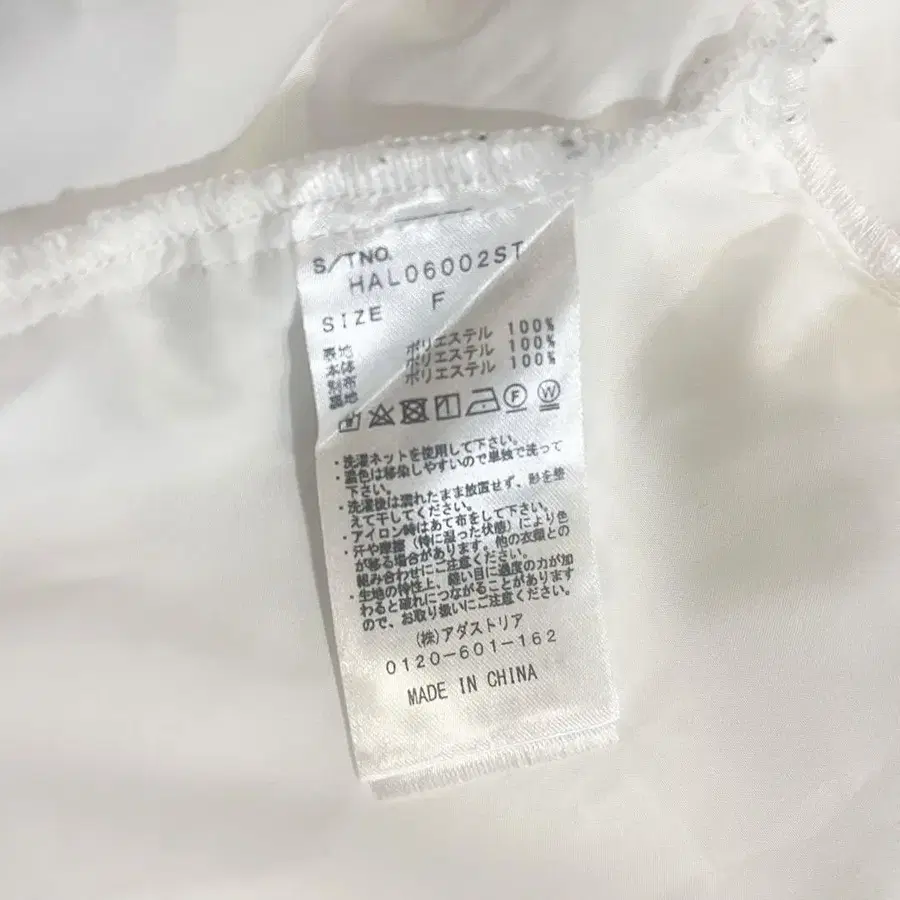 S/TNO.
HAL06002ST
SIZE F
表地
本体 ポリエステル 100%
別布 ポリエステル 100%
裏地 ポリエステル 100%
F W
・洗濯ネットを使用して下さい。
・濃色は移染しやすいので単独で洗って
下さい。
・洗濯後は濡れたまま放置せず、形を整
えて干してください。
・アイロン時はあて布をして下さい。
・汗や摩擦（特に湿った状態）により色
が移る場合があります。他の衣類との
組み合わせにご注意ください。
・生地の特性上、縫い目に過度の力が加
わると破れにつながることがあります
ので、お取り扱いにご注意ください。
(株)アダストリア
0120-601-162
MADE IN CHINA